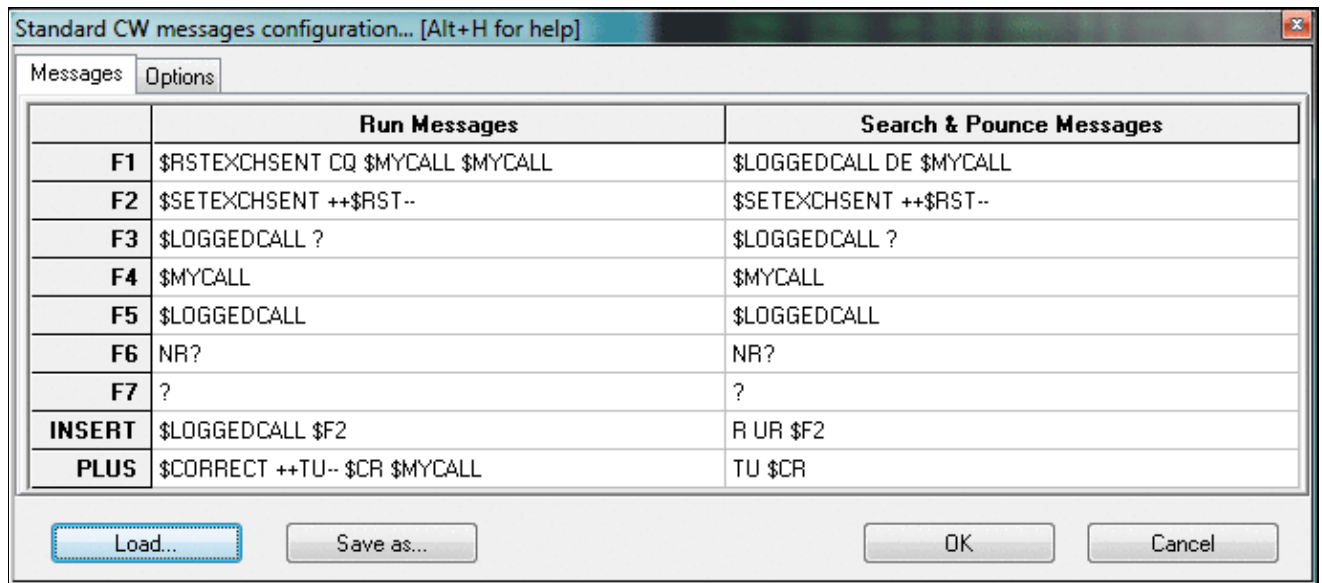 Standard CW messages configuration... [Alt+H for help]
Messages Options
Run Messages Search & Pounce Messages
F1 $RSTEXCHSENT CQ $MYCALL $MYCALL $LOGGEDCALL DE $MYCALL
F2 $SETEXCHSENT ++$RST-- $SETEXCHSENT ++$RST--
F3 $LOGGEDCALL ? $LOGGEDCALL ?
F4 $MYCALL $MYCALL
F5 $LOGGEDCALL $LOGGEDCALL
F6 NR? NR?
F7 ? ?
INSERT $LOGGEDCALL $F2 R UR $F2
PLUS $CORRECT ++TU-- $CR $MYCALL TU $CR
Load... Save as... OK Cancel